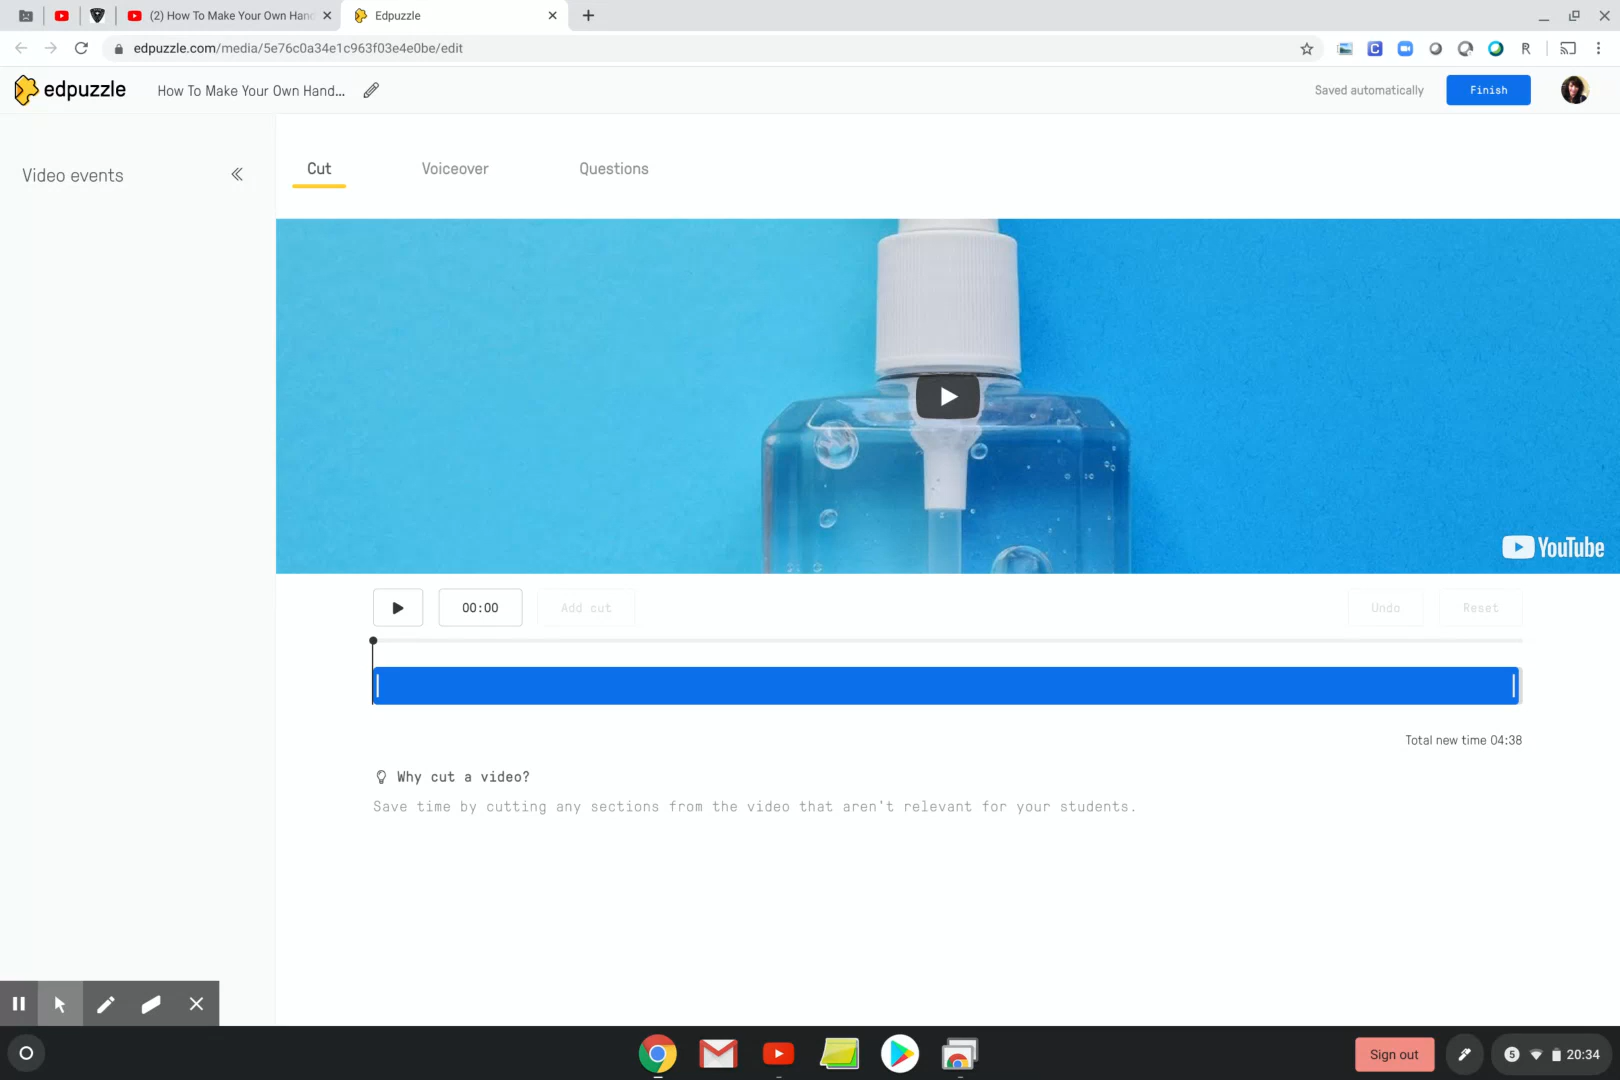 (2) How To Make Your Own Hand
Edpuzzle
edpuzzle.com/media/5e76c0a34e1c963f03e4e0be/edit
edpuzzle
How To Make Your Own Hand...
Saved automatically
Finish
Video events
Cut
Voiceover
Questions
YouTube
00:00
Add cut
Undo
Reset
Total new time 04:38
Why cut a video?
Save time by cutting any sections from the video that aren't relevant for your students.
Sign out
5
20:34